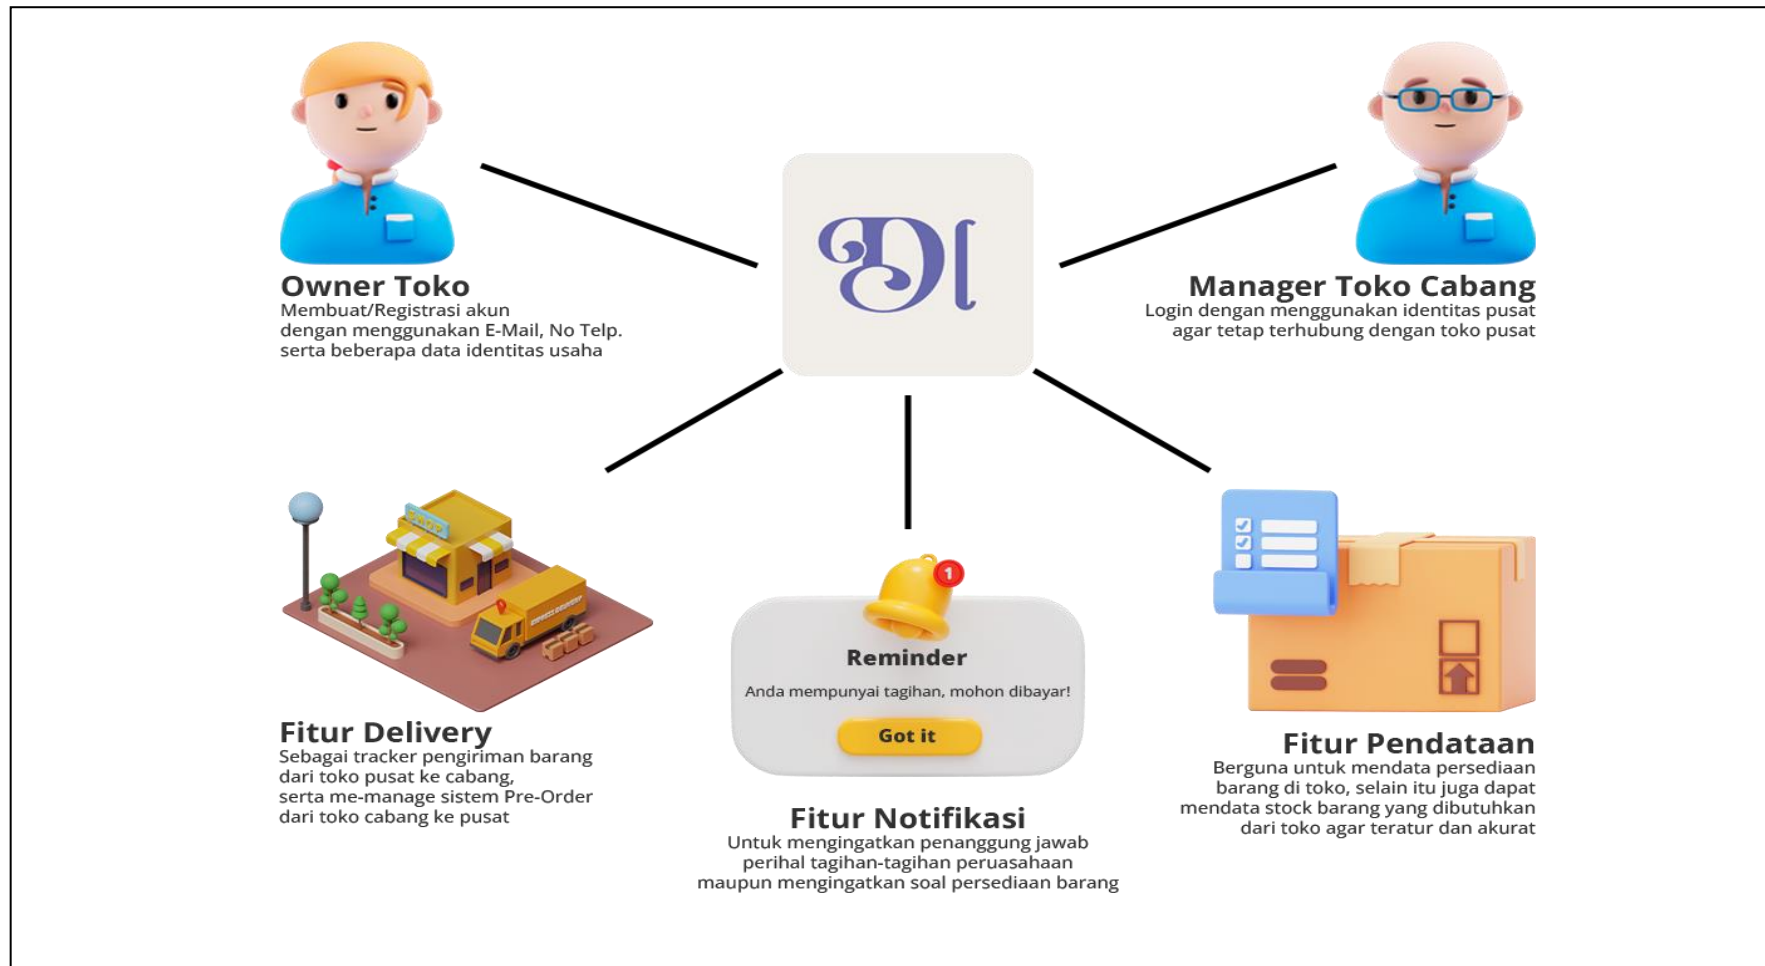 Dl
Owner Toko
Membuat/Registrasi akun
dengan menggunakan E-Mail, No Telp.
serta beberapa data identitas usaha
Manager Toko Cabang
Login dengan menggunakan identitas pusat
agar tetap terhubung dengan toko pusat
Fitur Delivery
Sebagai tracker pengiriman barang
dari toko pusat ke cabang,
serta me-manage sistem Pre-Order
dari toko cabang ke pusat
1
Reminder
Anda mempunyai tagihan, mohon dibayar!
Got it
Fitur Notifikasi
Untuk mengingatkan penanggung jawab
perihal tagihan-tagihan peruasahaan
maupun mengingatkan soal persediaan barang
Fitur Pendataan
Berguna untuk mendata persediaan
barang di toko, selain itu juga dapat
mendata stock barang yang dibutuhkan
dari toko agar teratur dan akurat